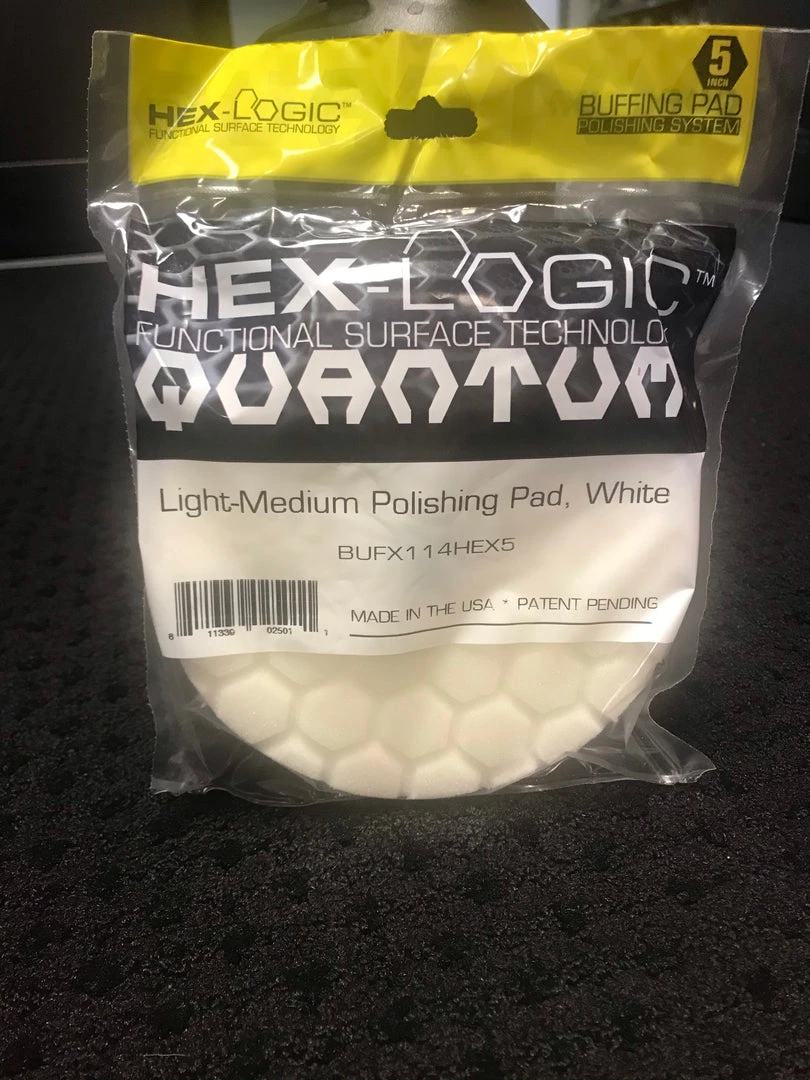 5
INCH
HEX-LOGIC™
FUNCTIONAL SURFACE TECHNOLOGY
BUFFING PAD
POLISHING SYSTEM
HEX-LOGIC™
FUNCTIONAL SURFACE TECHNOLO
QUANTUM
Light-Medium Polishing Pad, White
BUFX114HEX5
MADE IN THE USA * PATENT PENDING
8 11339 02501 1